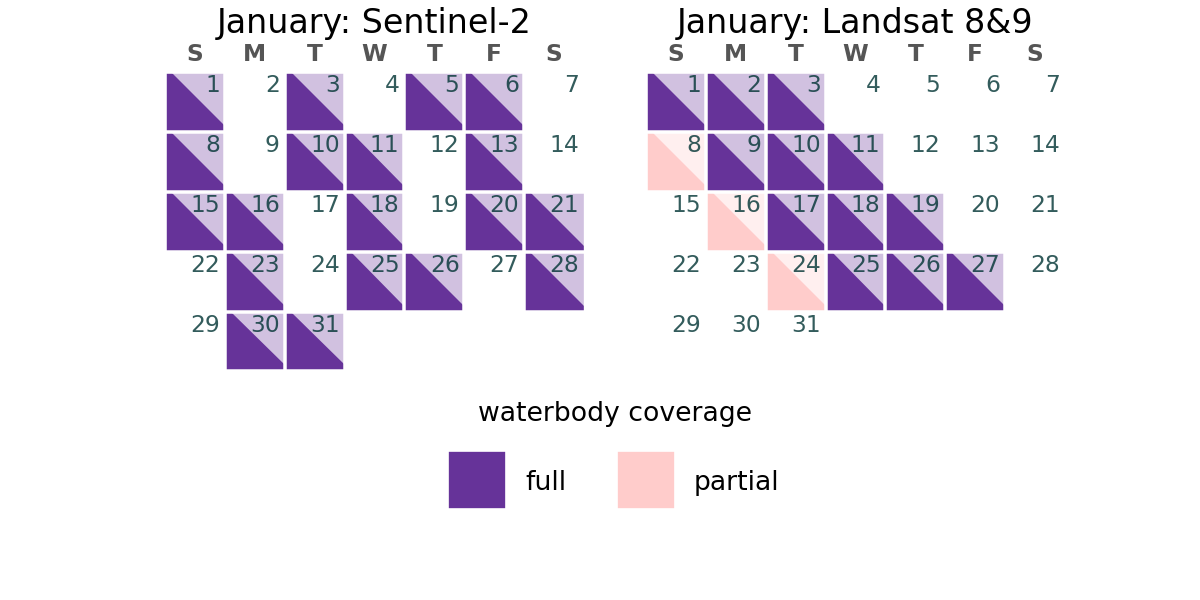 January: Sentinel-2
S M T W T F S
1 2 3 4 5 6 7
8 9 10 11 12 13 14
15 16 17 18 19 20 21
22 23 24 25 26 27 28
29 30 31
January: Landsat 8&9
S M T W T F S
1 2 3 4 5 6 7
8 9 10 11 12 13 14
15 16 17 18 19 20 21
22 23 24 25 26 27 28
29 30 31
waterbody coverage
full
partial